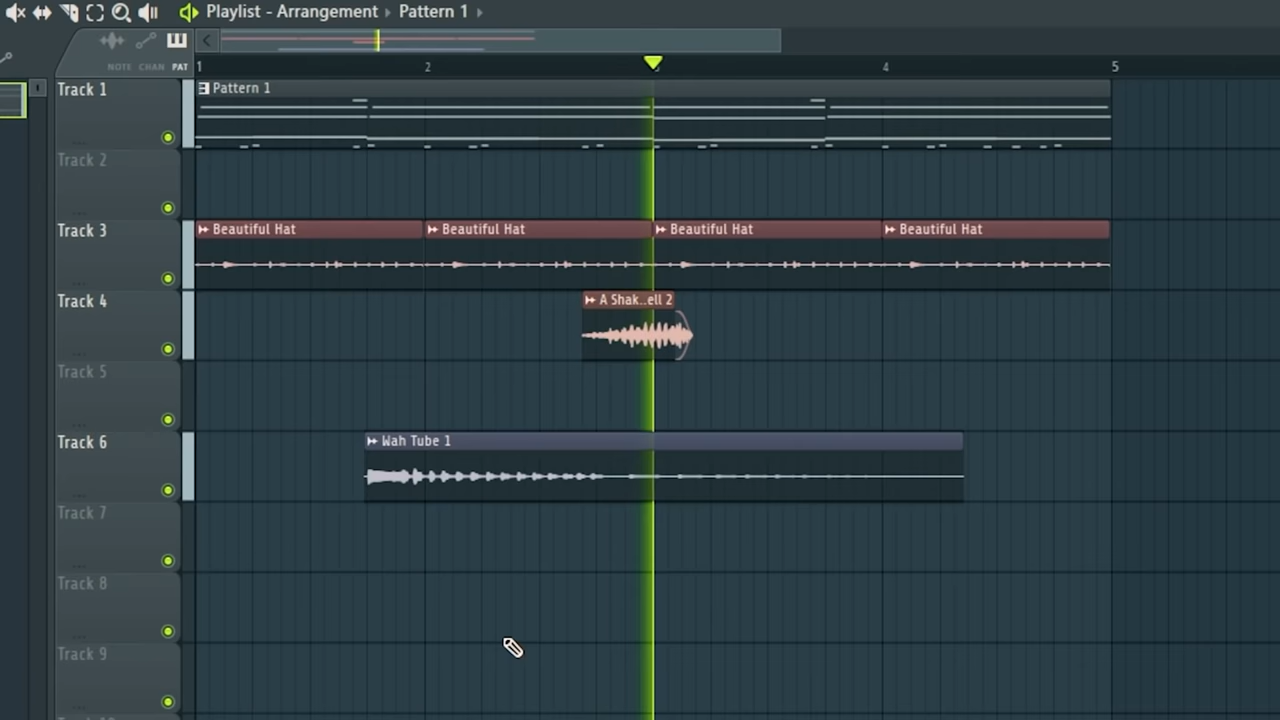 Playlist - Arrangement ▸ Pattern 1 ▸
NOTE CHAN PAT
1 2 3 4 5
Track 1
Pattern 1
Track 2
Track 3
Beautiful Hat Beautiful Hat Beautiful Hat Beautiful Hat
Track 4
A Shak..ell 2
Track 5
Track 6
Wah Tube 1
Track 7
Track 8
Track 9